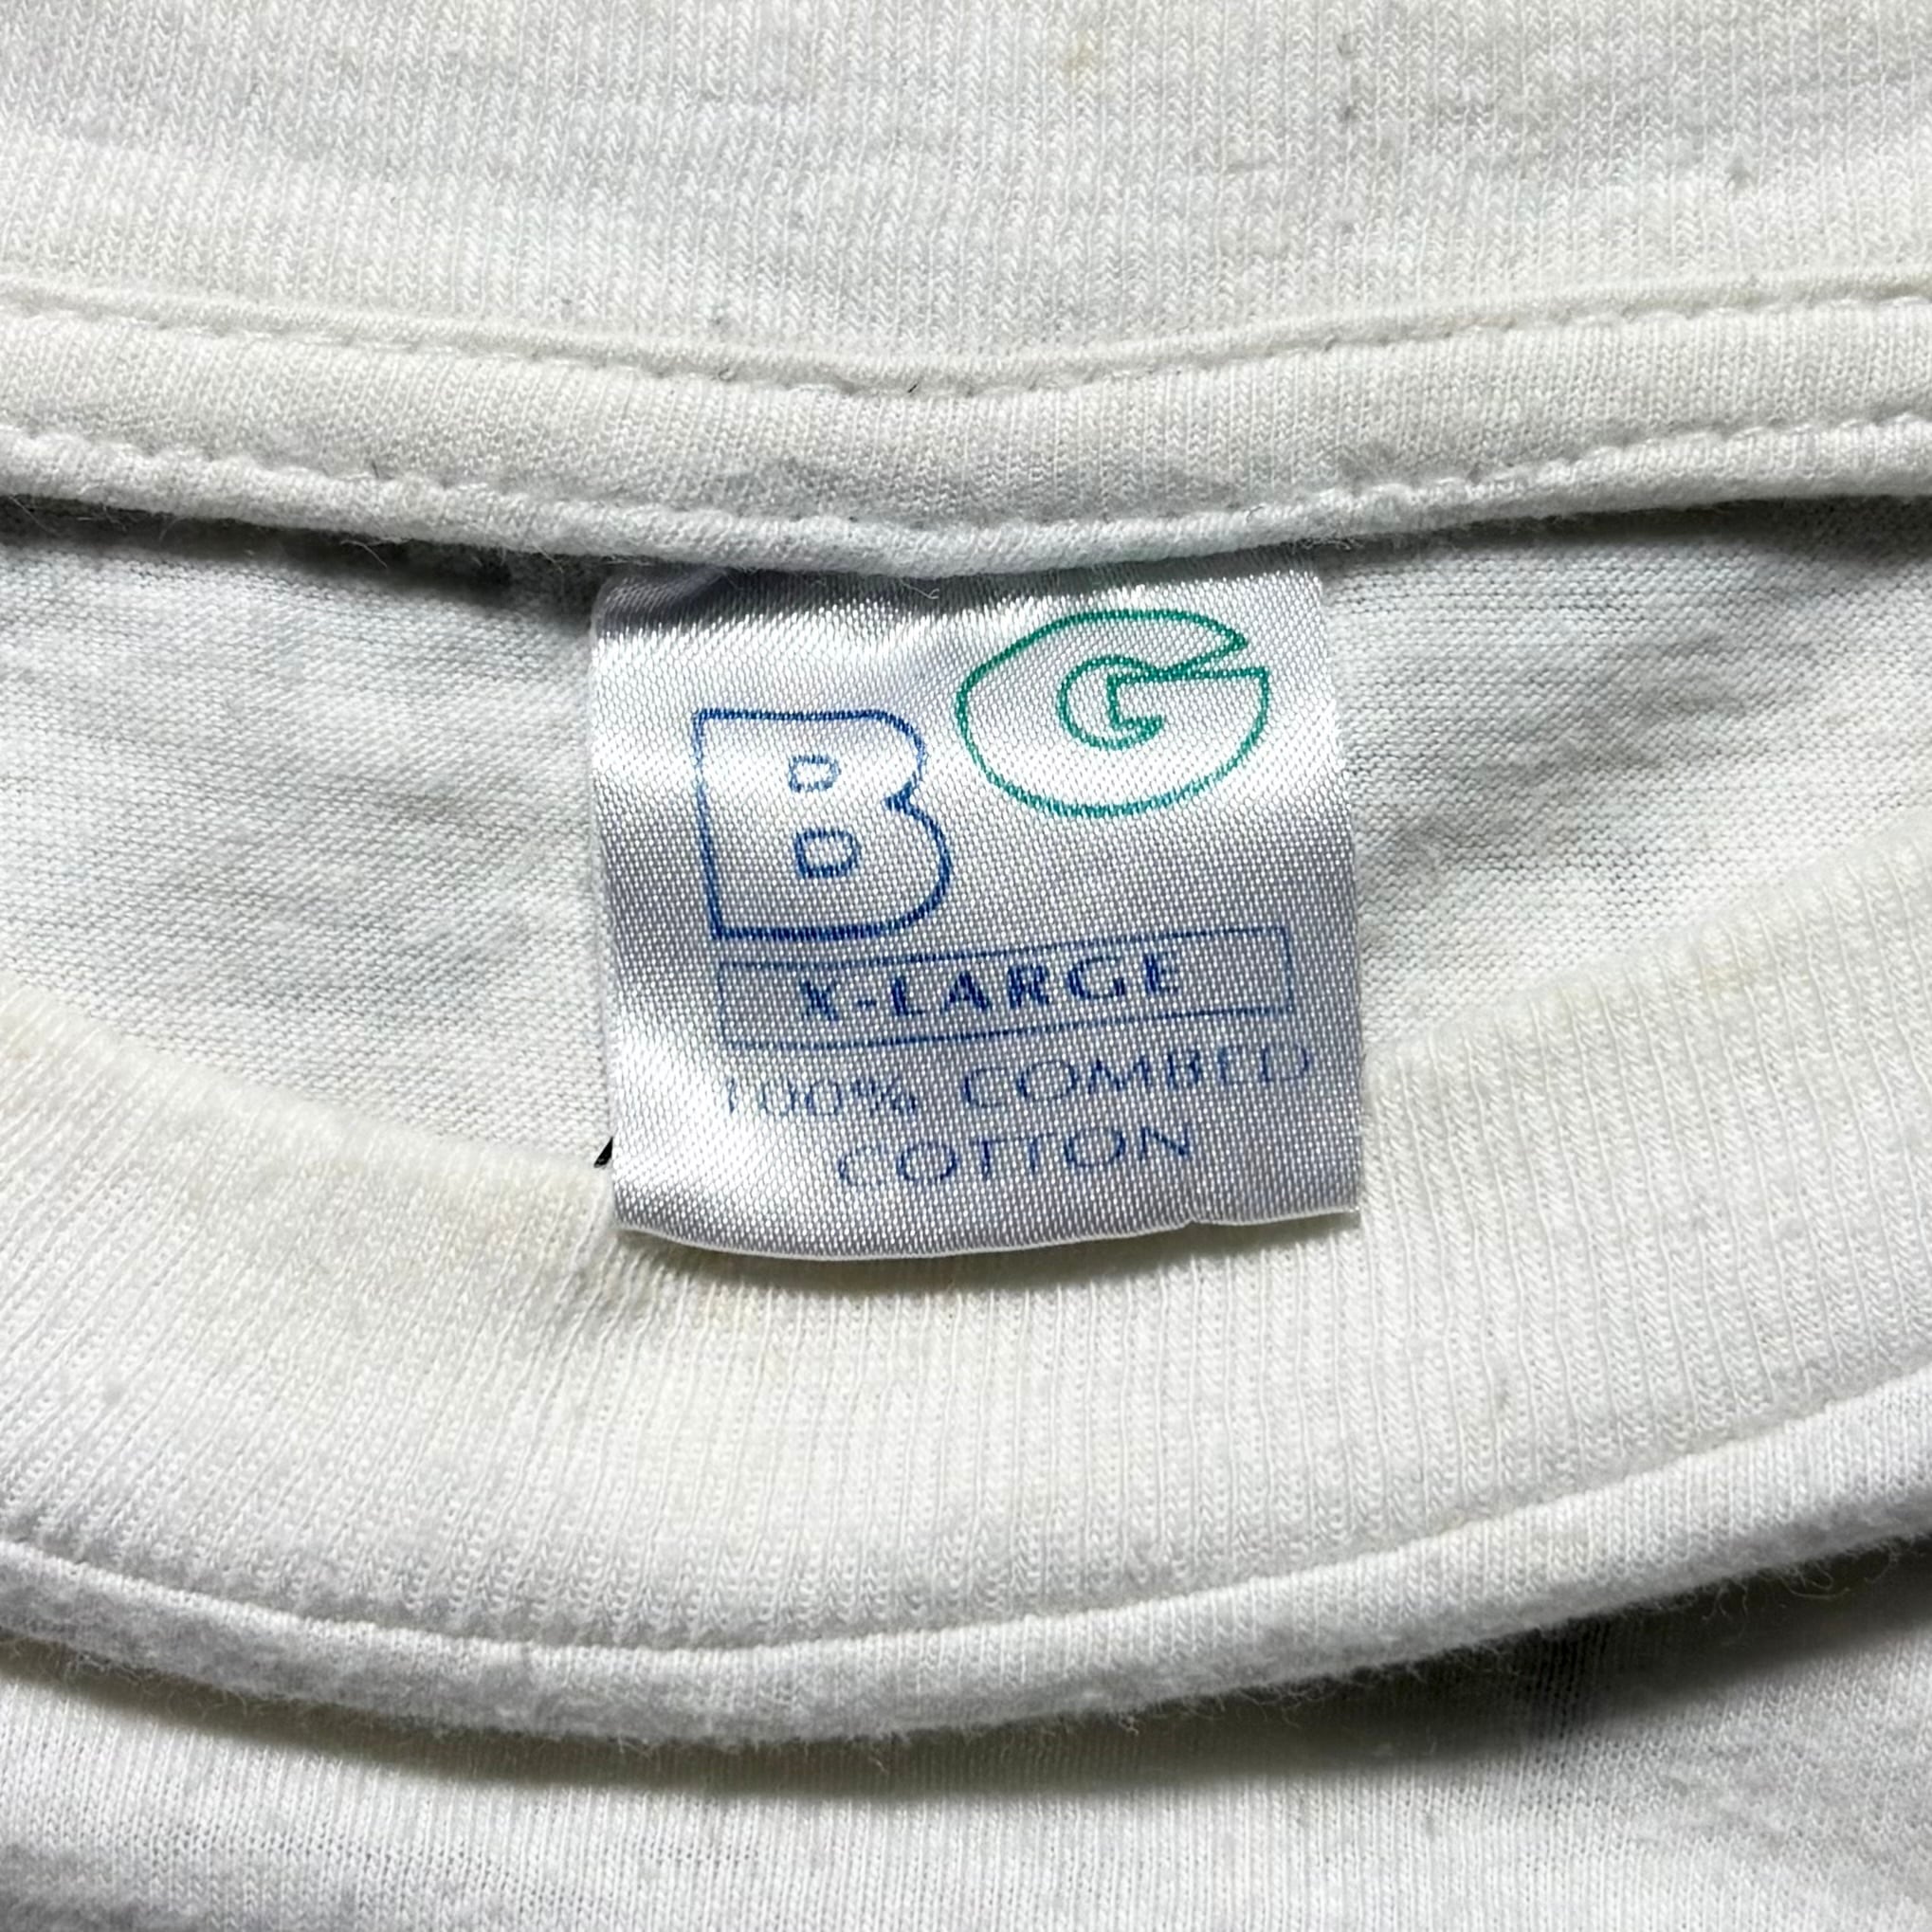 BG
X-LARGE
100% COMBED
COTTON